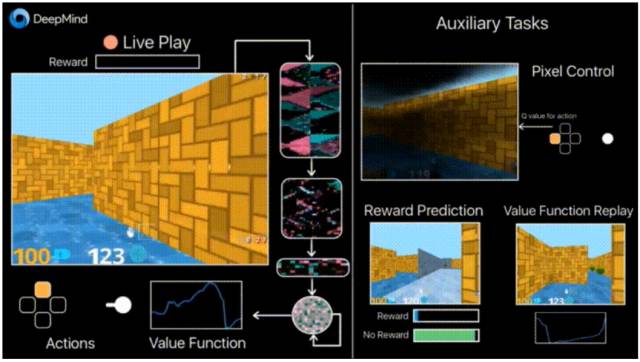 DeepMind
Live Play
Reward
100
123
Actions
Value Function
Auxiliary Tasks
Pixel Control
Q value for action
Reward Prediction
Value Function Replay
Reward
No Reward